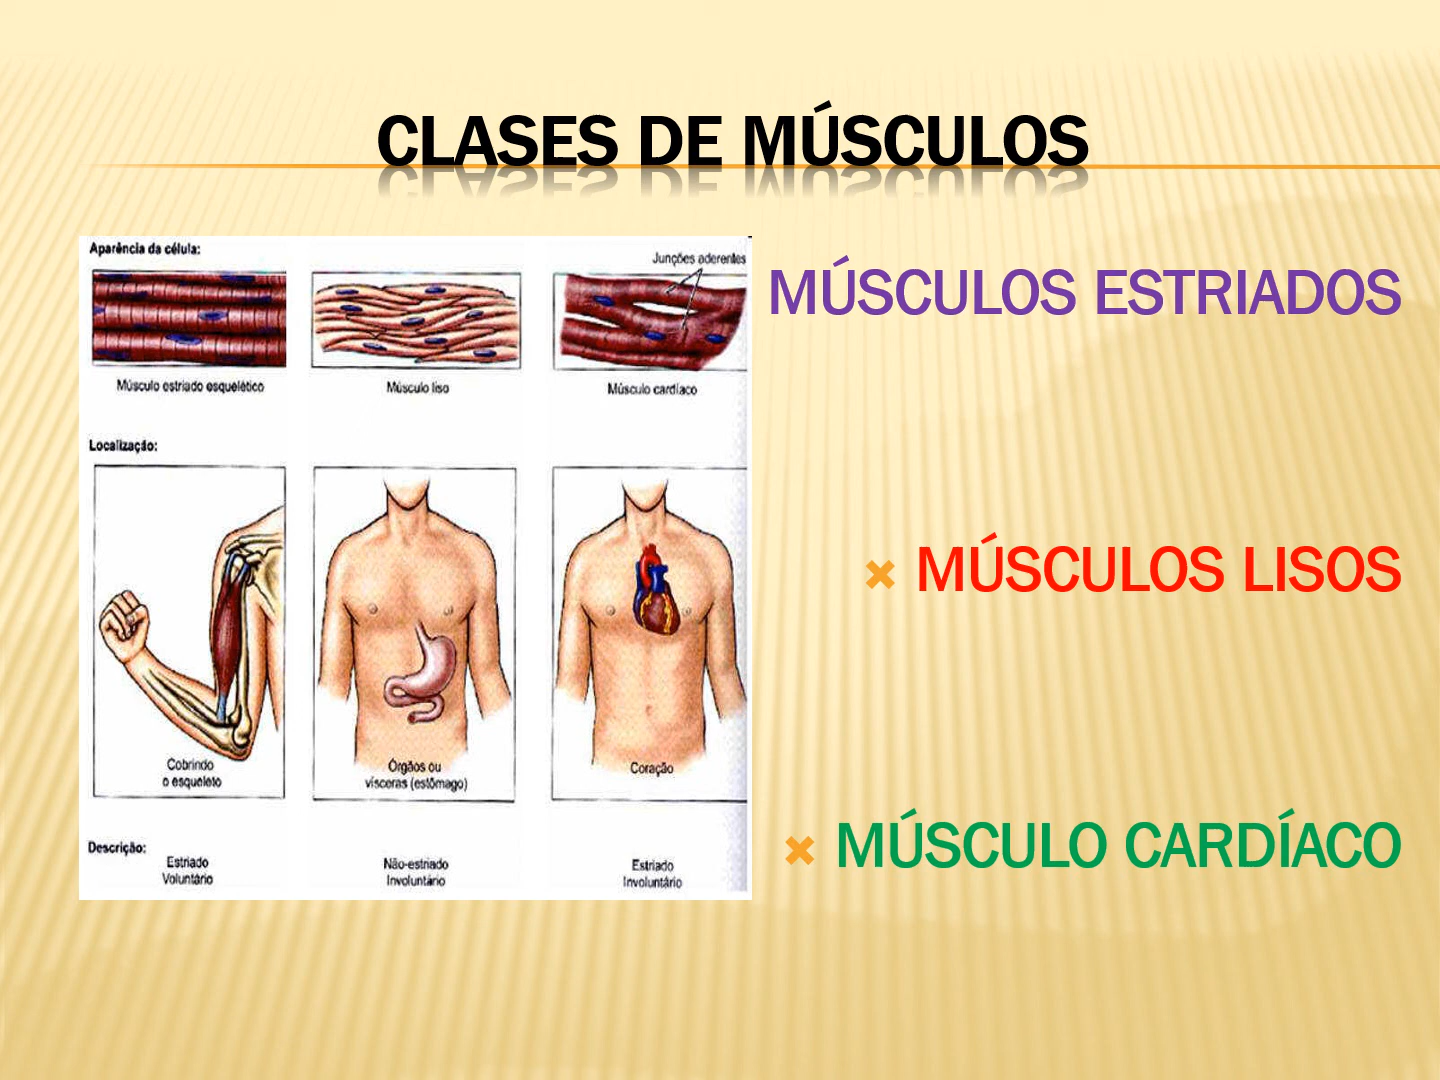 CLASES DE MÚSCULOS
Aparência da célula:
Junções aderentes
Músculo estriado esquelético
Músculo liso
Músculo cardíaco
Localização:
Cobrindo
o esqueleto
Órgãos ou
vísceras (estômago)
Coração
Descrição:
Estriado
Voluntário
Não-estriado
Involuntário
Estriado
Involuntário
MÚSCULOS ESTRIADOS
MÚSCULOS LISOS
MÚSCULO CARDÍACO